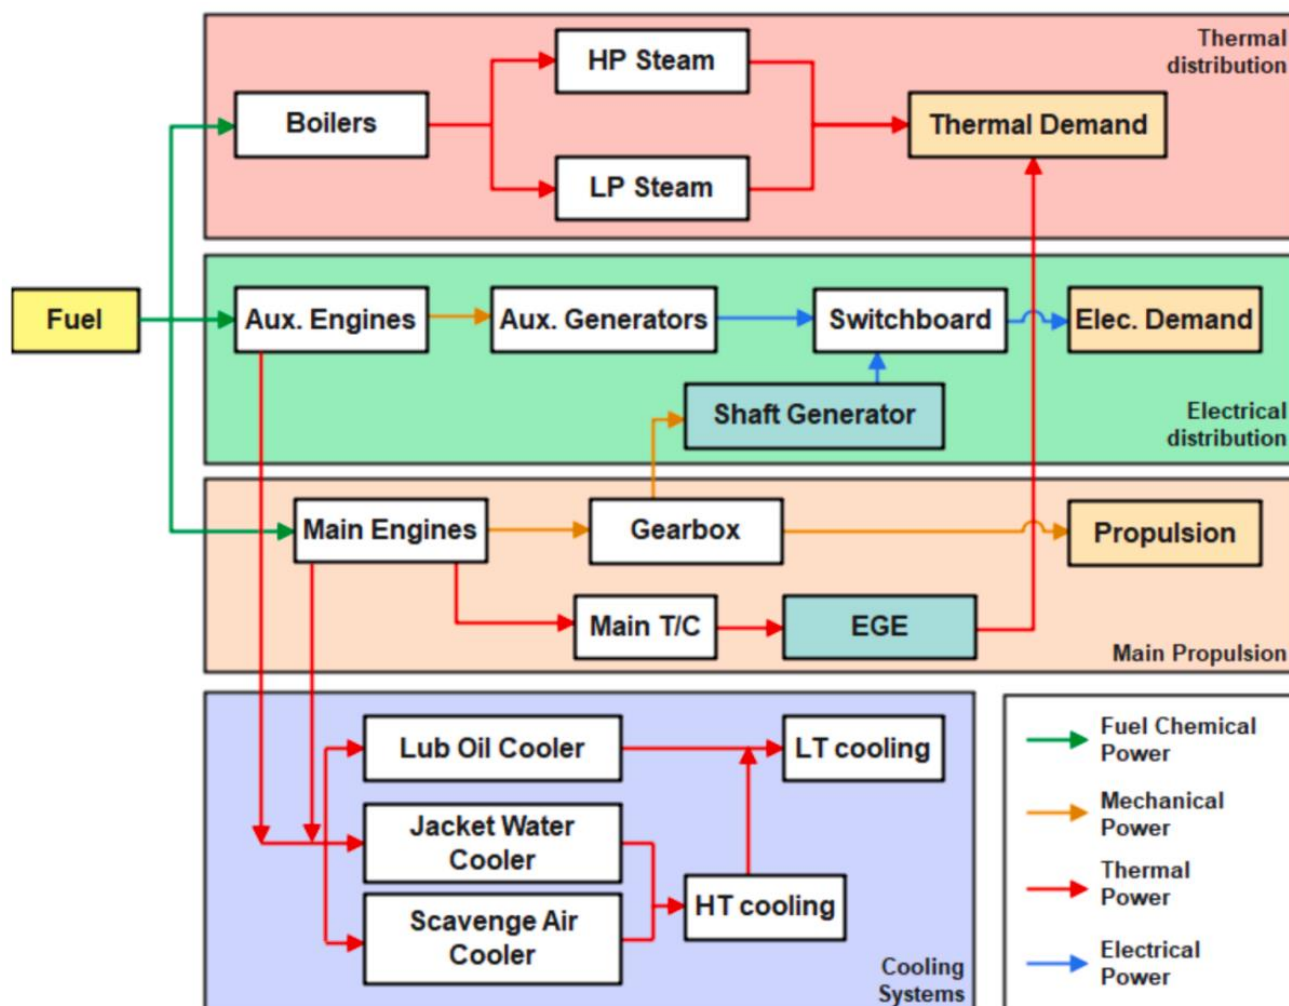 Thermal
distribution
HP Steam
Boilers
Thermal Demand
LP Steam
Fuel
Aux. Engines
Aux. Generators
Switchboard
Elec. Demand
Shaft Generator
Electrical
distribution
Main Engines
Gearbox
Propulsion
Main T/C
EGE
Main Propulsion
Lub Oil Cooler
LT cooling
Jacket Water
Cooler
HT cooling
Scavenge Air
Cooler
Cooling
Systems
Fuel Chemical
Power
Mechanical
Power
Thermal
Power
Electrical
Power